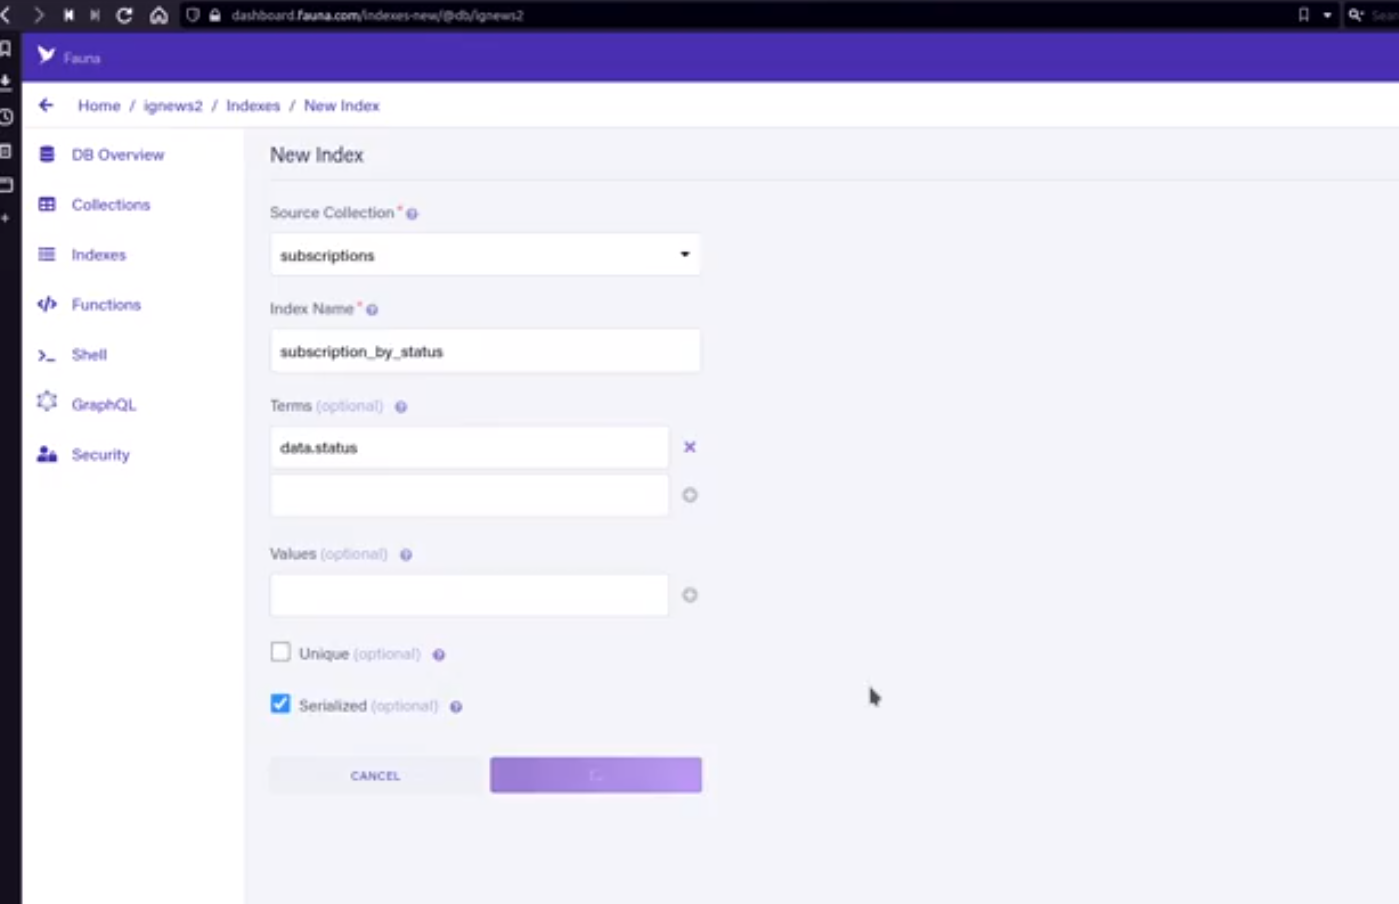 dashboard.fauna.com/indexes-new/@db/ignews2
Fauna
Home / ignews2 / Indexes / New Index
DB Overview
Collections
Indexes
Functions
Shell
GraphQL
Security
New Index
Source Collection *
subscriptions
Index Name *
subscription_by_status
Terms (optional)
data.status
Values (optional)
Unique (optional)
Serialized (optional)
CANCEL